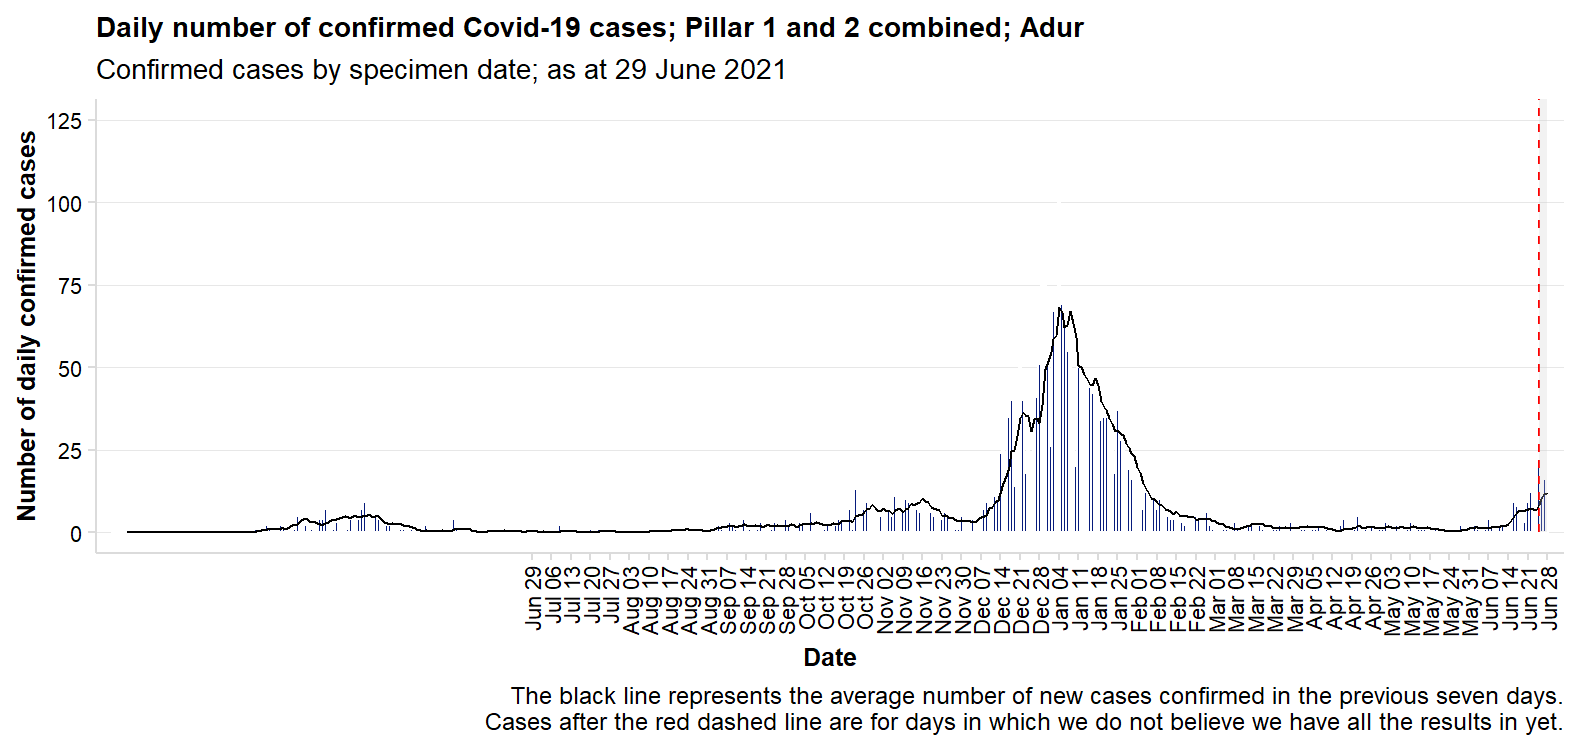 Daily number of confirmed Covid-19 cases; Pillar 1 and 2 combined; Adur
Confirmed cases by specimen date; as at 29 June 2021
Number of daily confirmed cases
125
100
75
50
25
0
Jun 29
Jul 06
Jul 13
Jul 20
Jul 27
Aug 03
Aug 10
Aug 17
Aug 24
Aug 31
Sep 07
Sep 14
Sep 21
Sep 28
Oct 05
Oct 12
Oct 19
Oct 26
Nov 02
Nov 09
Nov 16
Nov 23
Nov 30
Dec 07
Dec 14
Dec 21
Dec 28
Jan 04
Jan 11
Jan 18
Jan 25
Feb 01
Feb 08
Feb 15
Feb 22
Mar 01
Mar 08
Mar 15
Mar 22
Mar 29
Apr 05
Apr 12
Apr 19
Apr 26
May 03
May 10
May 17
May 24
May 31
Jun 07
Jun 14
Jun 21
Jun 28
Date
The black line represents the average number of new cases confirmed in the previous seven days.
Cases after the red dashed line are for days in which we do not believe we have all the results in yet.